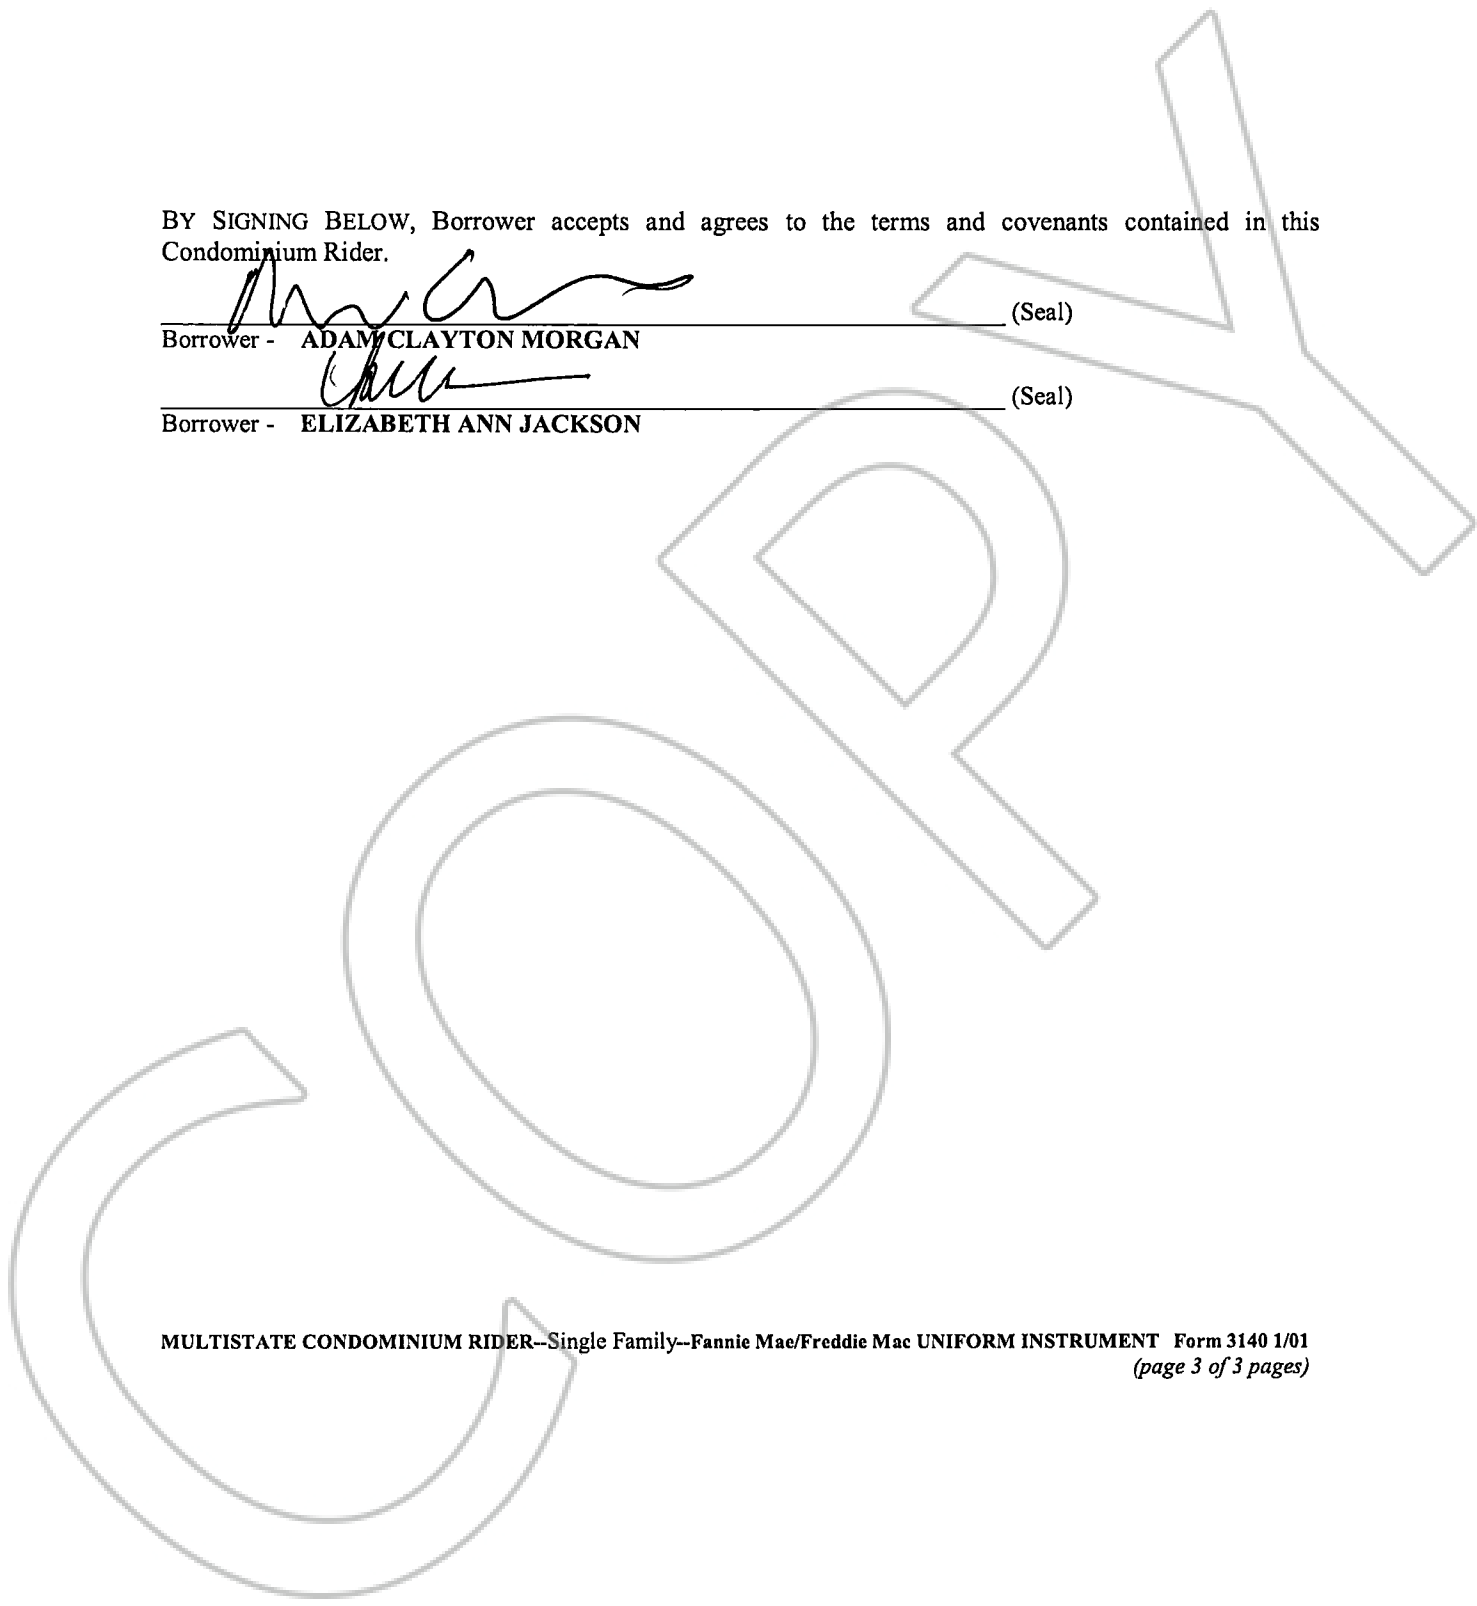 BY SIGNING BELOW, Borrower accepts and agrees to the terms and covenants contained in this
Condominium Rider.
(Seal)
Borrower - ADAM CLAYTON MORGAN
(Seal)
Borrower - ELIZABETH ANN JACKSON
COPY
MULTISTATE CONDOMINIUM RIDER--Single Family--Fannie Mae/Freddie Mac UNIFORM INSTRUMENT Form 3140 1/01
(page 3 of 3 pages)